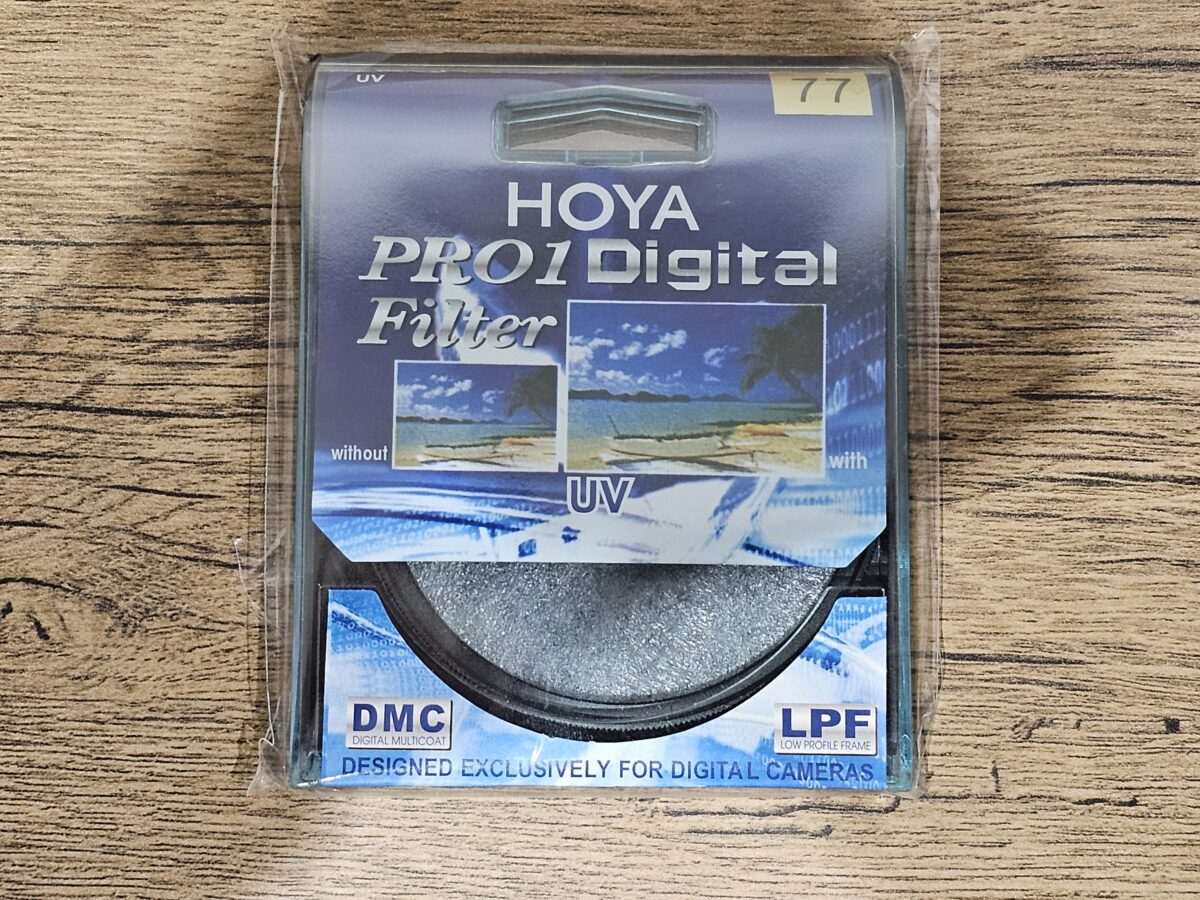 UV
77
HOYA
PRO1 Digital
Filter
without
with
UV
DMC
DIGITAL MULTICOAT
LPF
LOW PROFILE FRAME
DESIGNED EXCLUSIVELY FOR DIGITAL CAMERAS